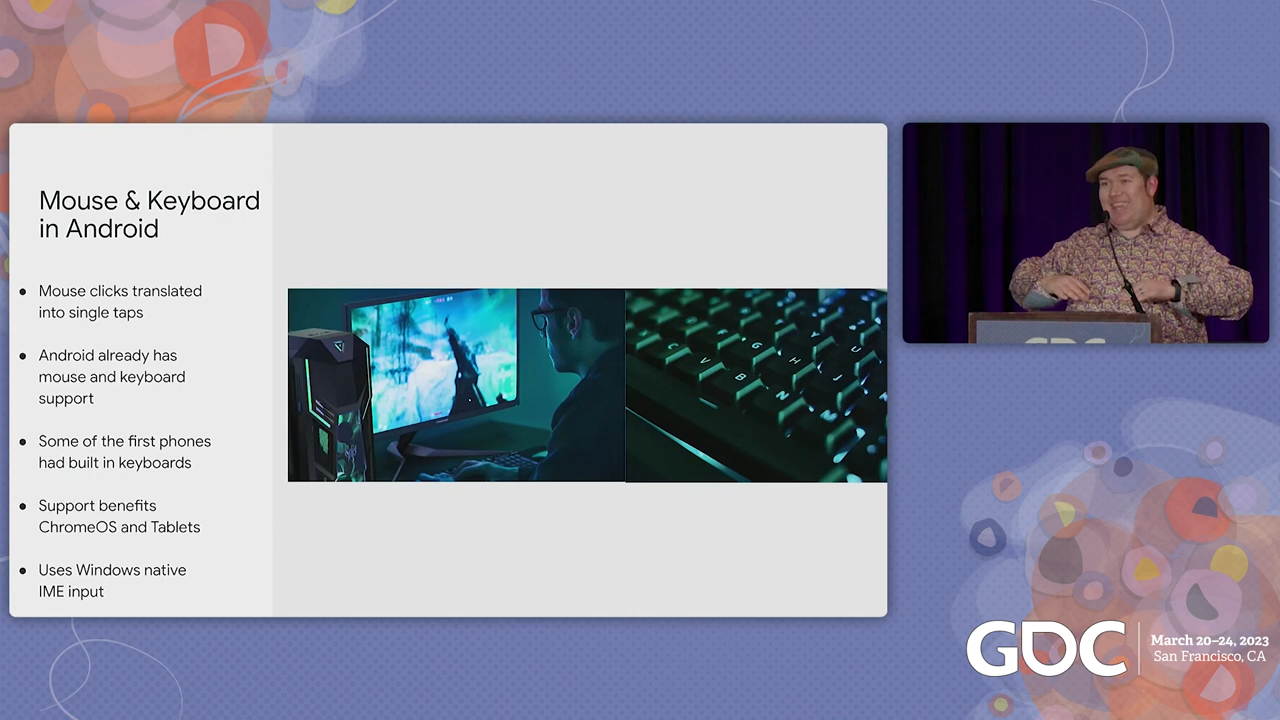 Mouse & Keyboard
in Android
Mouse clicks translated
into single taps
Android already has
mouse and keyboard
support
Some of the first phones
had built in keyboards
Support benefits
ChromeOS and Tablets
Uses Windows native
IME input
GDC
March 20–24, 2023
San Francisco, CA